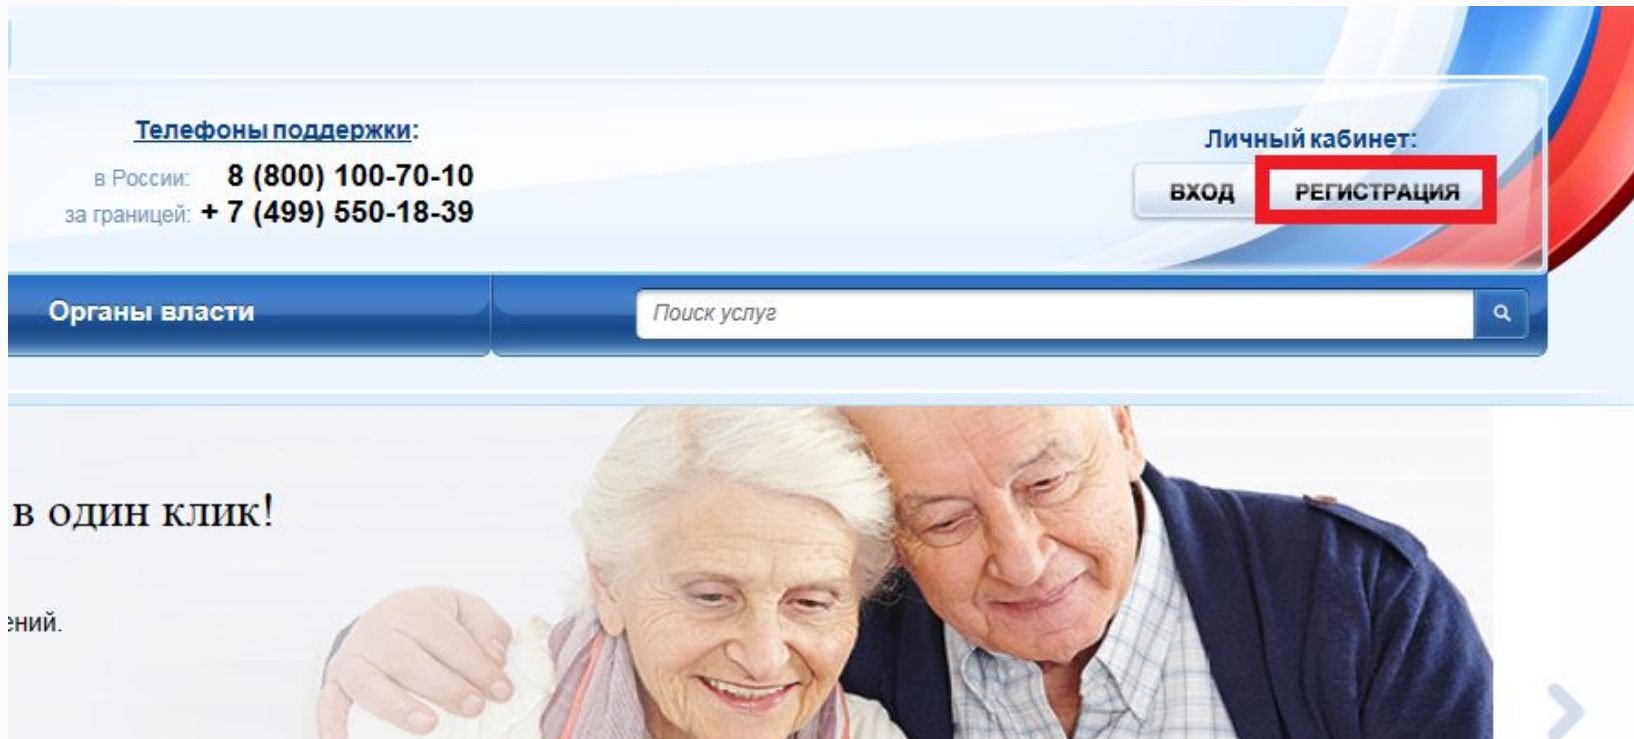 Телефоны поддержки:
в России: 8 (800) 100-70-10
за границей: + 7 (499) 550-18-39
Личный кабинет:
ВХОД РЕГИСТРАЦИЯ
Органы власти
Поиск услуг
в один клик!
ений.